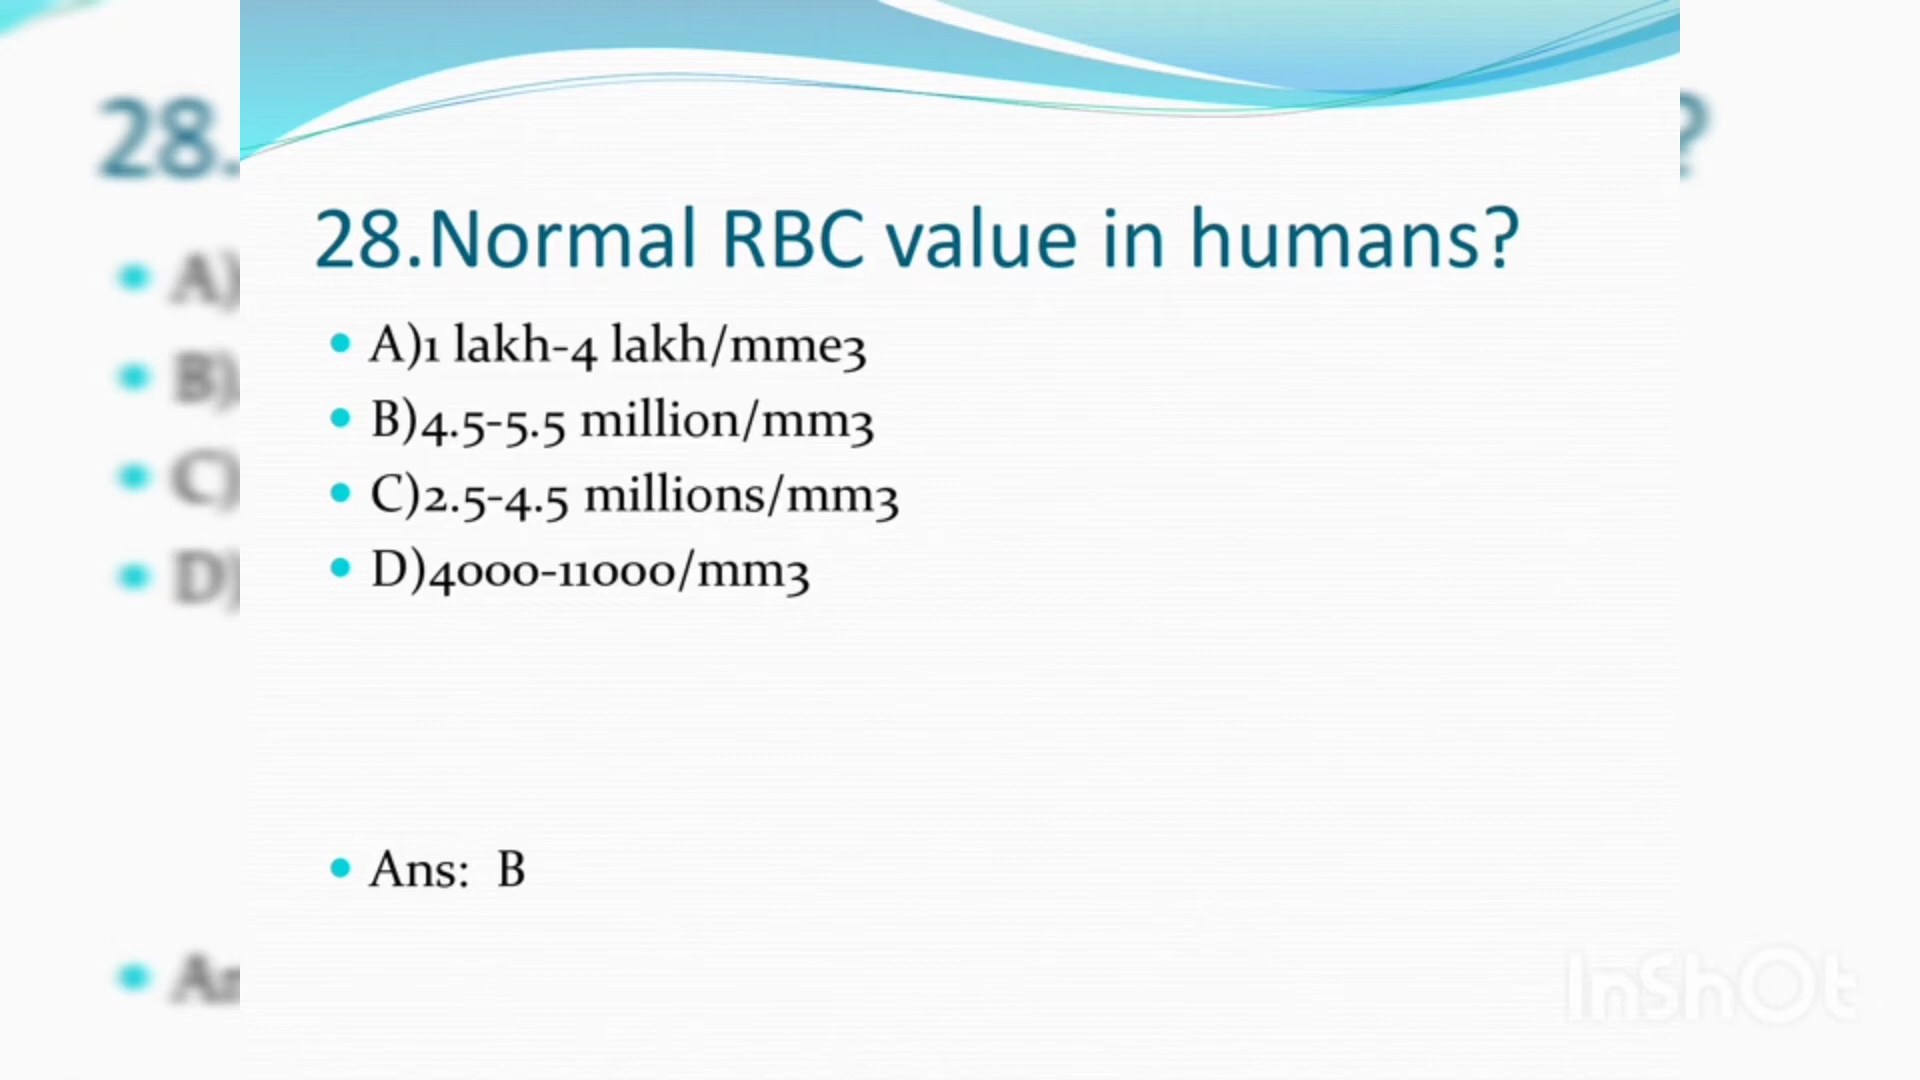 28.Normal RBC value in humans?
A)1 lakh-4 lakh/mme3
B)4.5-5.5 million/mm3
C)2.5-4.5 millions/mm3
D)4000-11000/mm3
Ans: B
InShOt